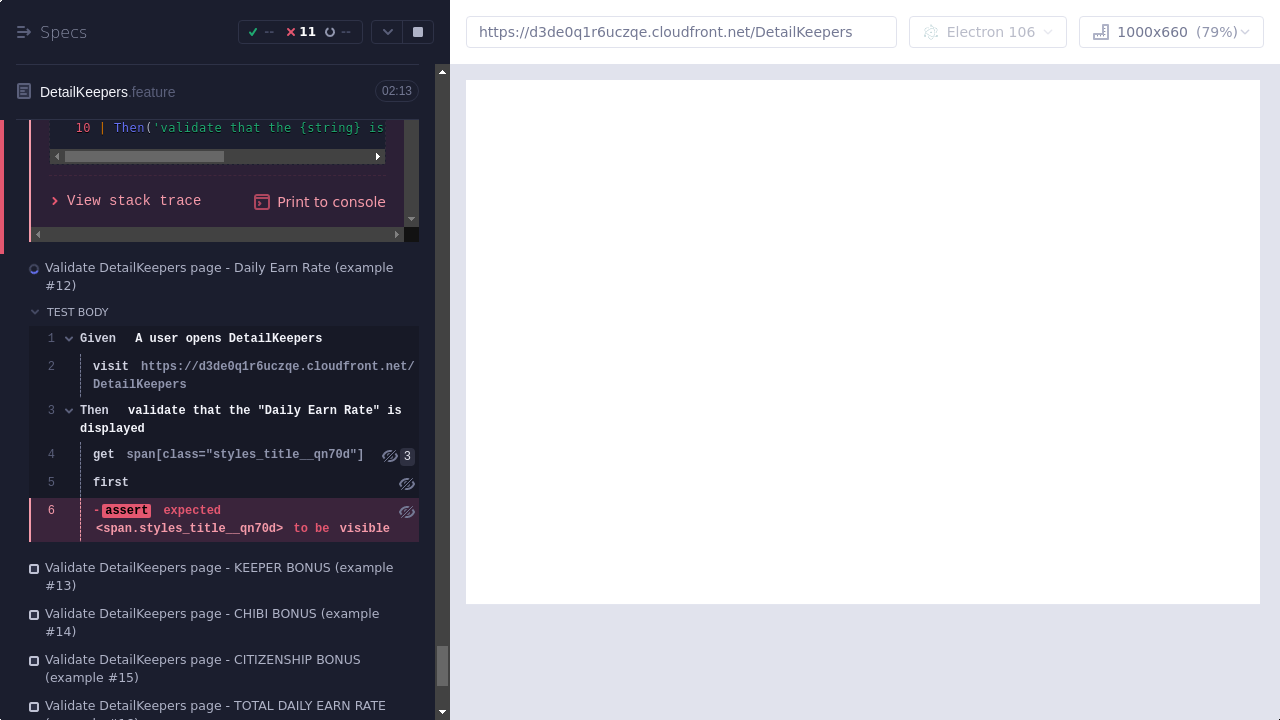 Specs
--
11
--
https://d3de0q1r6uczqe.cloudfront.net/DetailKeepers
Electron 106
1000x660 (79%)
DetailKeepers.feature
02:13
10 | Then('validate that the {string} is
View stack trace
Print to console
Validate DetailKeepers page - Daily Earn Rate (example
#12)
TEST BODY
1 Given A user opens DetailKeepers
2 visit https://d3de0q1r6uczqe.cloudfront.net/
DetailKeepers
3 Then validate that the "Daily Earn Rate" is
displayed
4 get span[class="styles_title__qn70d"] 3
5 first
6 -assert expected
<span.styles_title__qn70d> to be visible
Validate DetailKeepers page - KEEPER BONUS (example
#13)
Validate DetailKeepers page - CHIBI BONUS (example
#14)
Validate DetailKeepers page - CITIZENSHIP BONUS
(example #15)
Validate DetailKeepers page - TOTAL DAILY EARN RATE